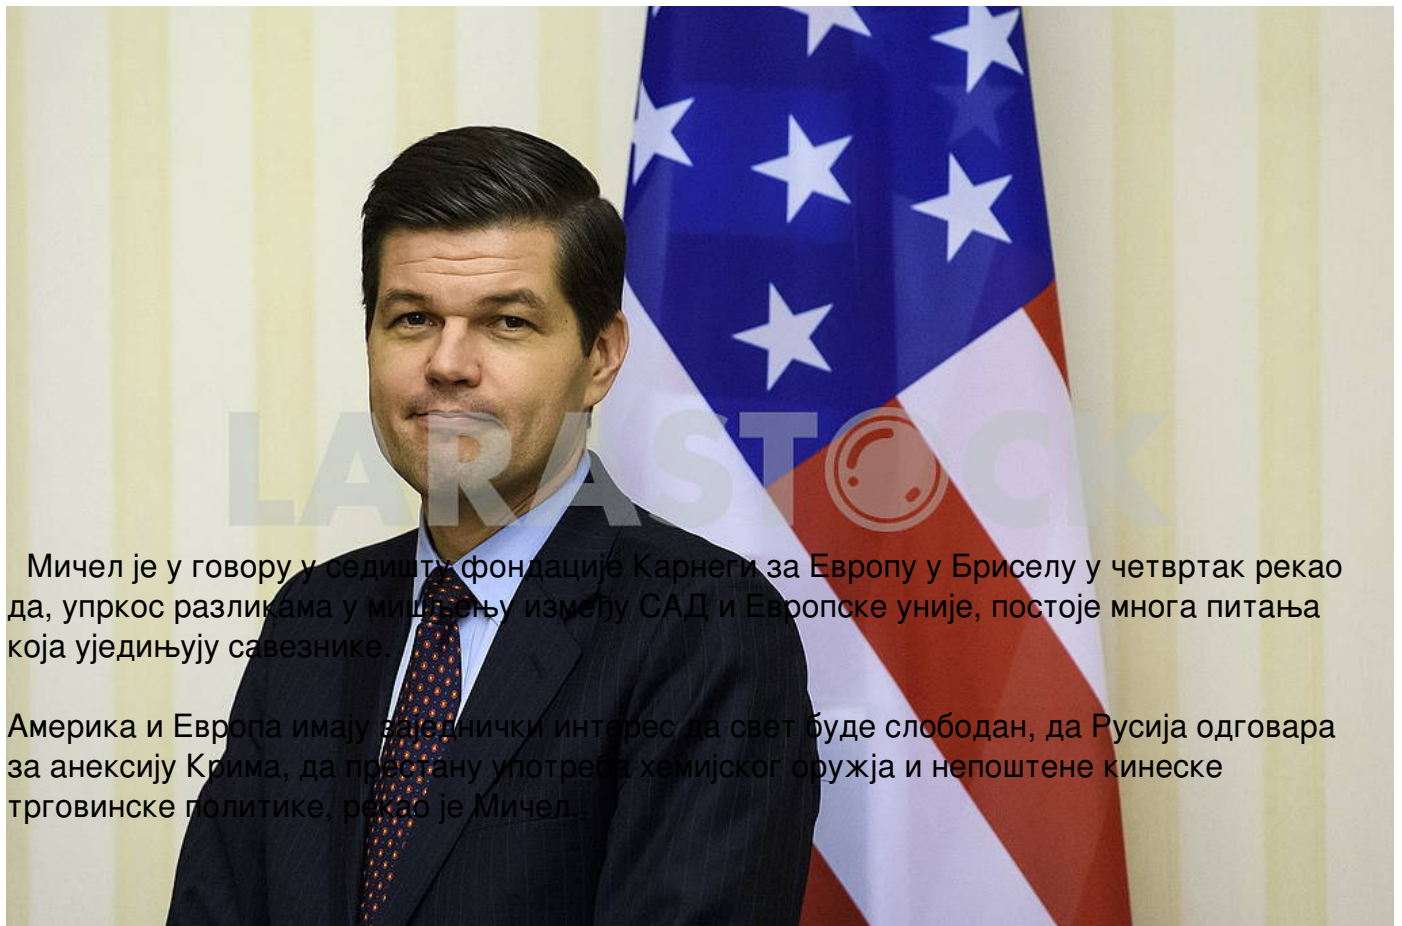 LARASTOCK
Мичел је у говору у седишту фондације Карнеги за Европу у Бриселу у четвртак рекао
да, упркос разликама у мишљењу између САД и Европске уније, постоје многа питања
која уједињују савезнике.
Америка и Европа имају заједнички интерес да свет буде слободан, да Русија одговара
за анексију Крима, да престану употреба хемијског оружја и непоштене кинеске
трговинске политике, рекао је Мичел.